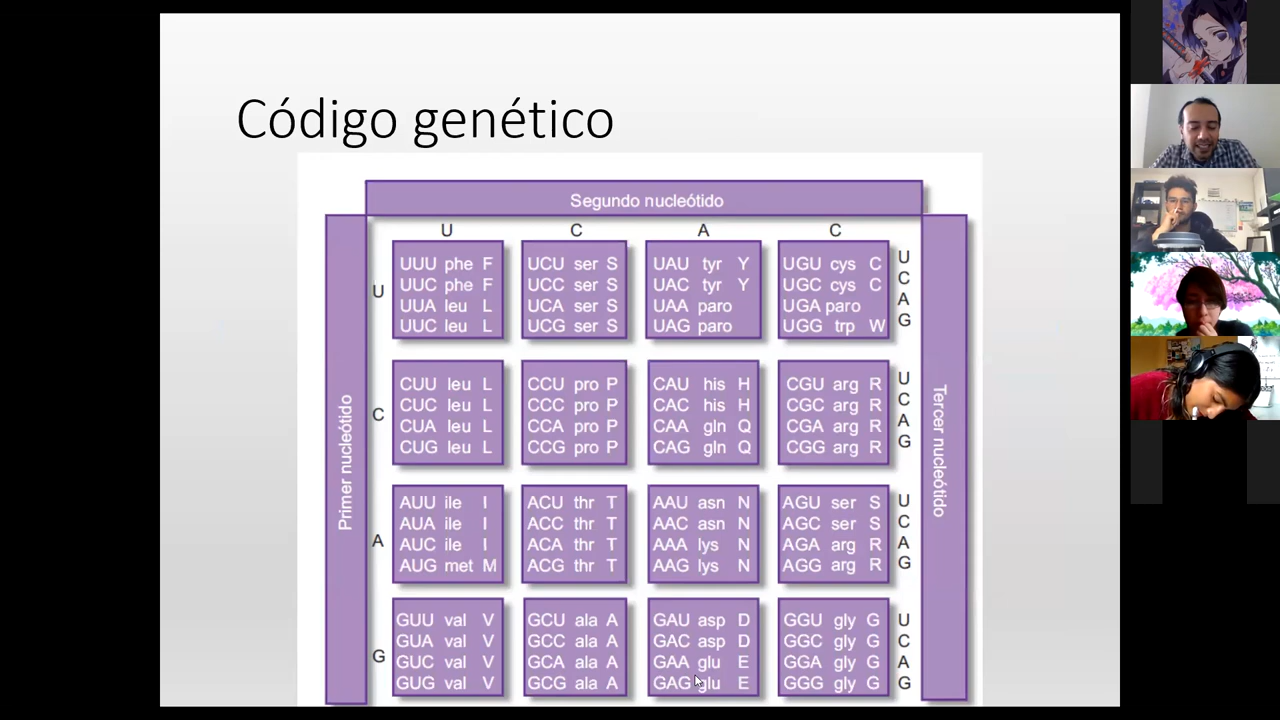 Código genético
Segundo nucleótido
U C A C
Primer nucleótido
Tercer nucleótido
U
UUU phe F UCU ser S UAU tyr Y UGU cys C U
UUC phe F UCC ser S UAC tyr Y UGC cys C C
UUA leu L UCA ser S UAA paro UGA paro A
UUC leu L UCG ser S UAG paro UGG trp W G
C
CUU leu L CCU pro P CAU his H CGU arg R U
CUC leu L CCC pro P CAC his H CGC arg R C
CUA leu L CCA pro P CAA gln Q CGA arg R A
CUG leu L CCG pro P CAG gln Q CGG arg R G
A
AUU ile I ACU thr T AAU asn N AGU ser S U
AUA ile I ACC thr T AAC asn N AGC ser S C
AUC ile I ACA thr T AAA lys N AGA arg R A
AUG met M ACG thr T AAG lys N AGG arg R G
G
GUU val V GCU ala A GAU asp D GGU gly G U
GUA val V GCC ala A GAC asp D GGC gly G C
GUC val V GCA ala A GAA glu E GGA gly G A
GUG val V GCG ala A GAG glu E GGG gly G G